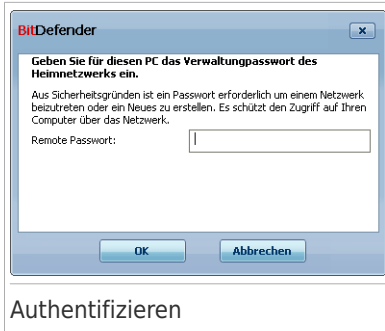 BitDefender
Geben Sie für diesen PC das Verwaltungpasswort des
Heimnetzwerks ein.
Aus Sicherheitsgründen ist ein Passwort erforderlich um einem Netzwerk
beizutreten oder ein Neues zu erstellen. Es schützt den Zugriff auf Ihren
Computer über das Netzwerk.
Remote Passwort:
OK Abbrechen
Authentifizieren